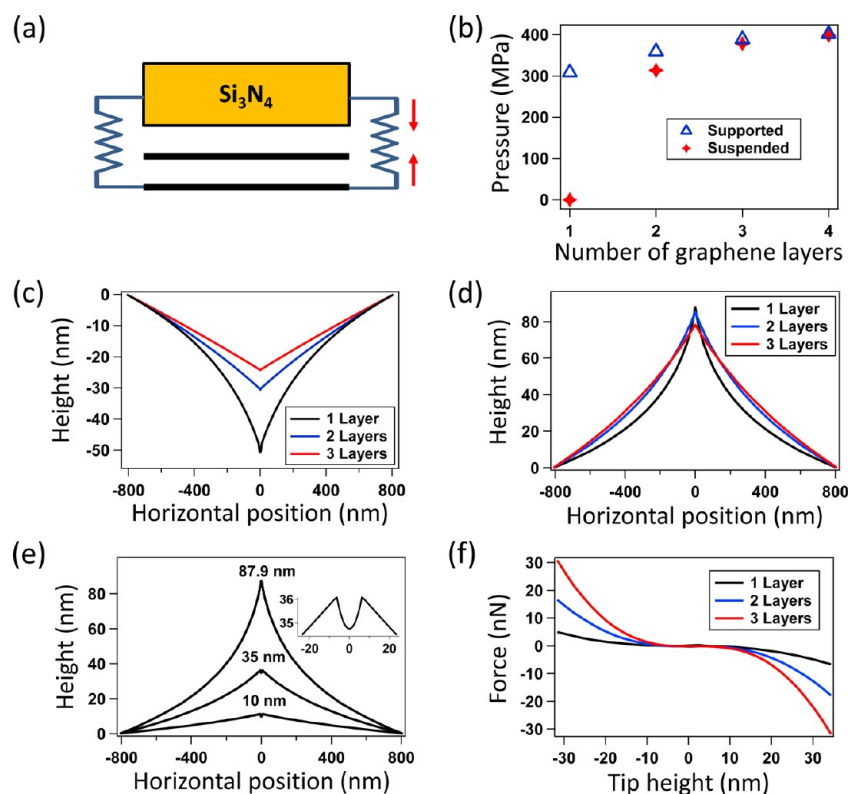 (a)
Si3N4
(b)
Pressure (MPa)
400
300
200
100
0
Supported
Suspended
1 2 3 4
Number of graphene layers
(c)
Height (nm)
0
-10
-20
-30
-40
-50
1 Layer
2 Layers
3 Layers
-800 -400 0 400 800
Horizontal position (nm)
(d)
Height (nm)
80
60
40
20
0
1 Layer
2 Layers
3 Layers
-800 -400 0 400 800
Horizontal position (nm)
(e)
Height (nm)
80
60
40
20
0
87.9 nm
35 nm
10 nm
36
35
-20 0 20
-800 -400 0 400 800
Horizontal position (nm)
(f)
Force (nN)
30
20
10
0
-10
-20
-30
1 Layer
2 Layers
3 Layers
-30 -20 -10 0 10 20 30
Tip height (nm)